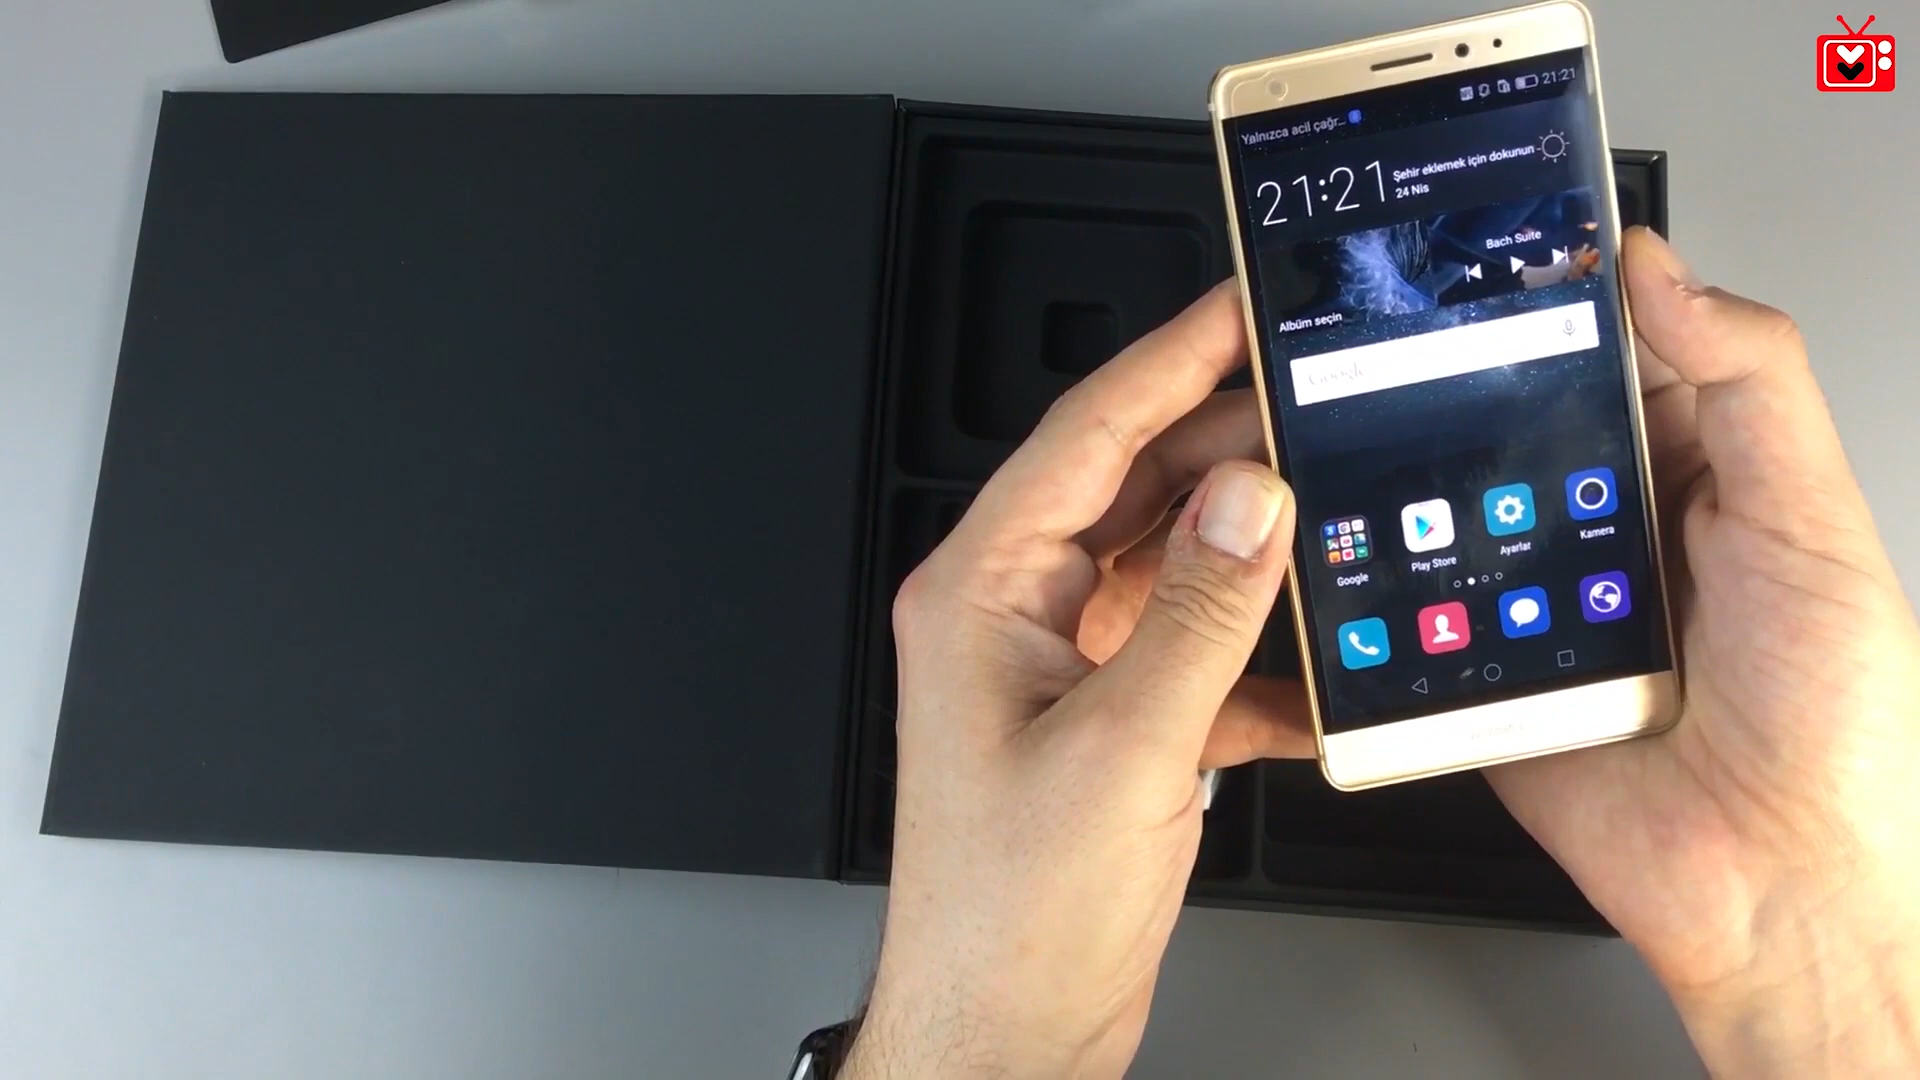 21:21
Yalnızca acil çağr...
21:21
Şehir eklemek için dokunun
24 Nis
Bach Suite
Albüm seçin
Google
Google
Play Store
Ayarlar
Kamera